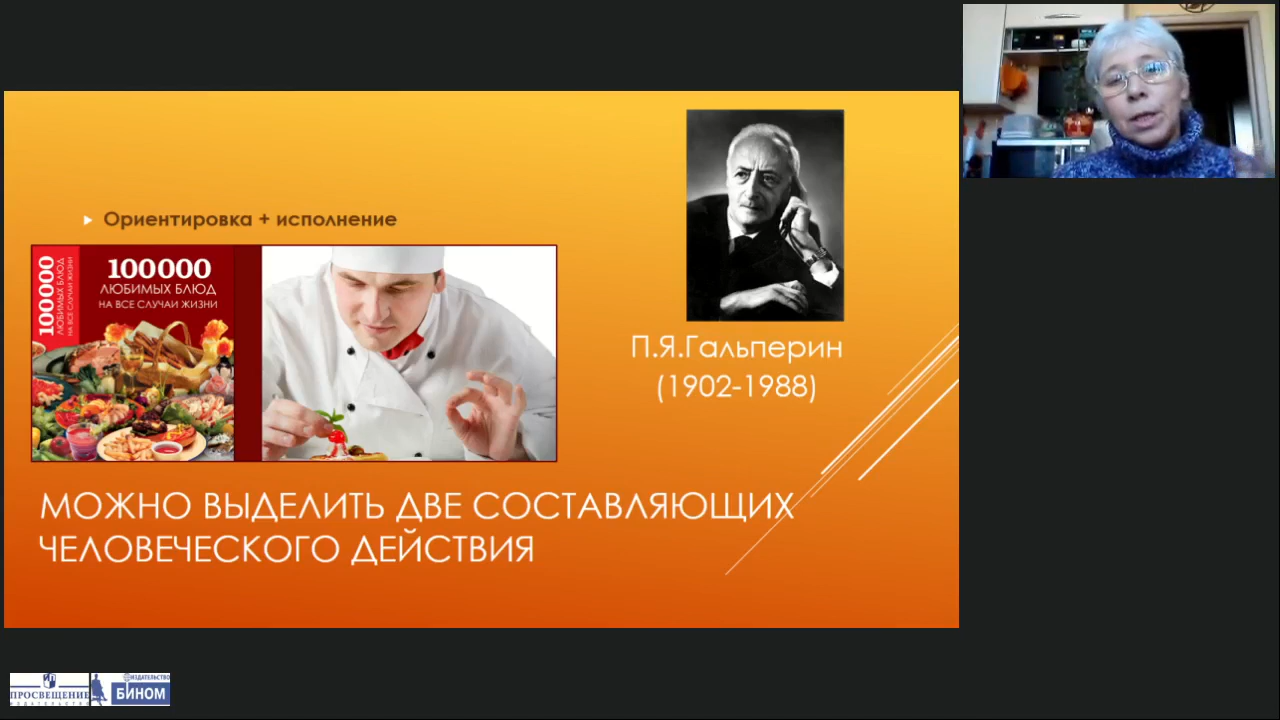 Ориентировка + исполнение
100000
ЛЮБИМЫХ БЛЮД
НА ВСЕ СЛУЧАИ ЖИЗНИ
100000
ЛЮБИМЫХ БЛЮД
НА ВСЕ СЛУЧАИ ЖИЗНИ
П.Я.Гальперин
(1902-1988)
МОЖНО ВЫДЕЛИТЬ ДВЕ СОСТАВЛЯЮЩИХ
ЧЕЛОВЕЧЕСКОГО ДЕЙСТВИЯ
ПРОСВЕЩЕНИЕ
ИЗДАТЕЛЬСТВО
ИЗДАТЕЛЬСТВО
БИНОМ